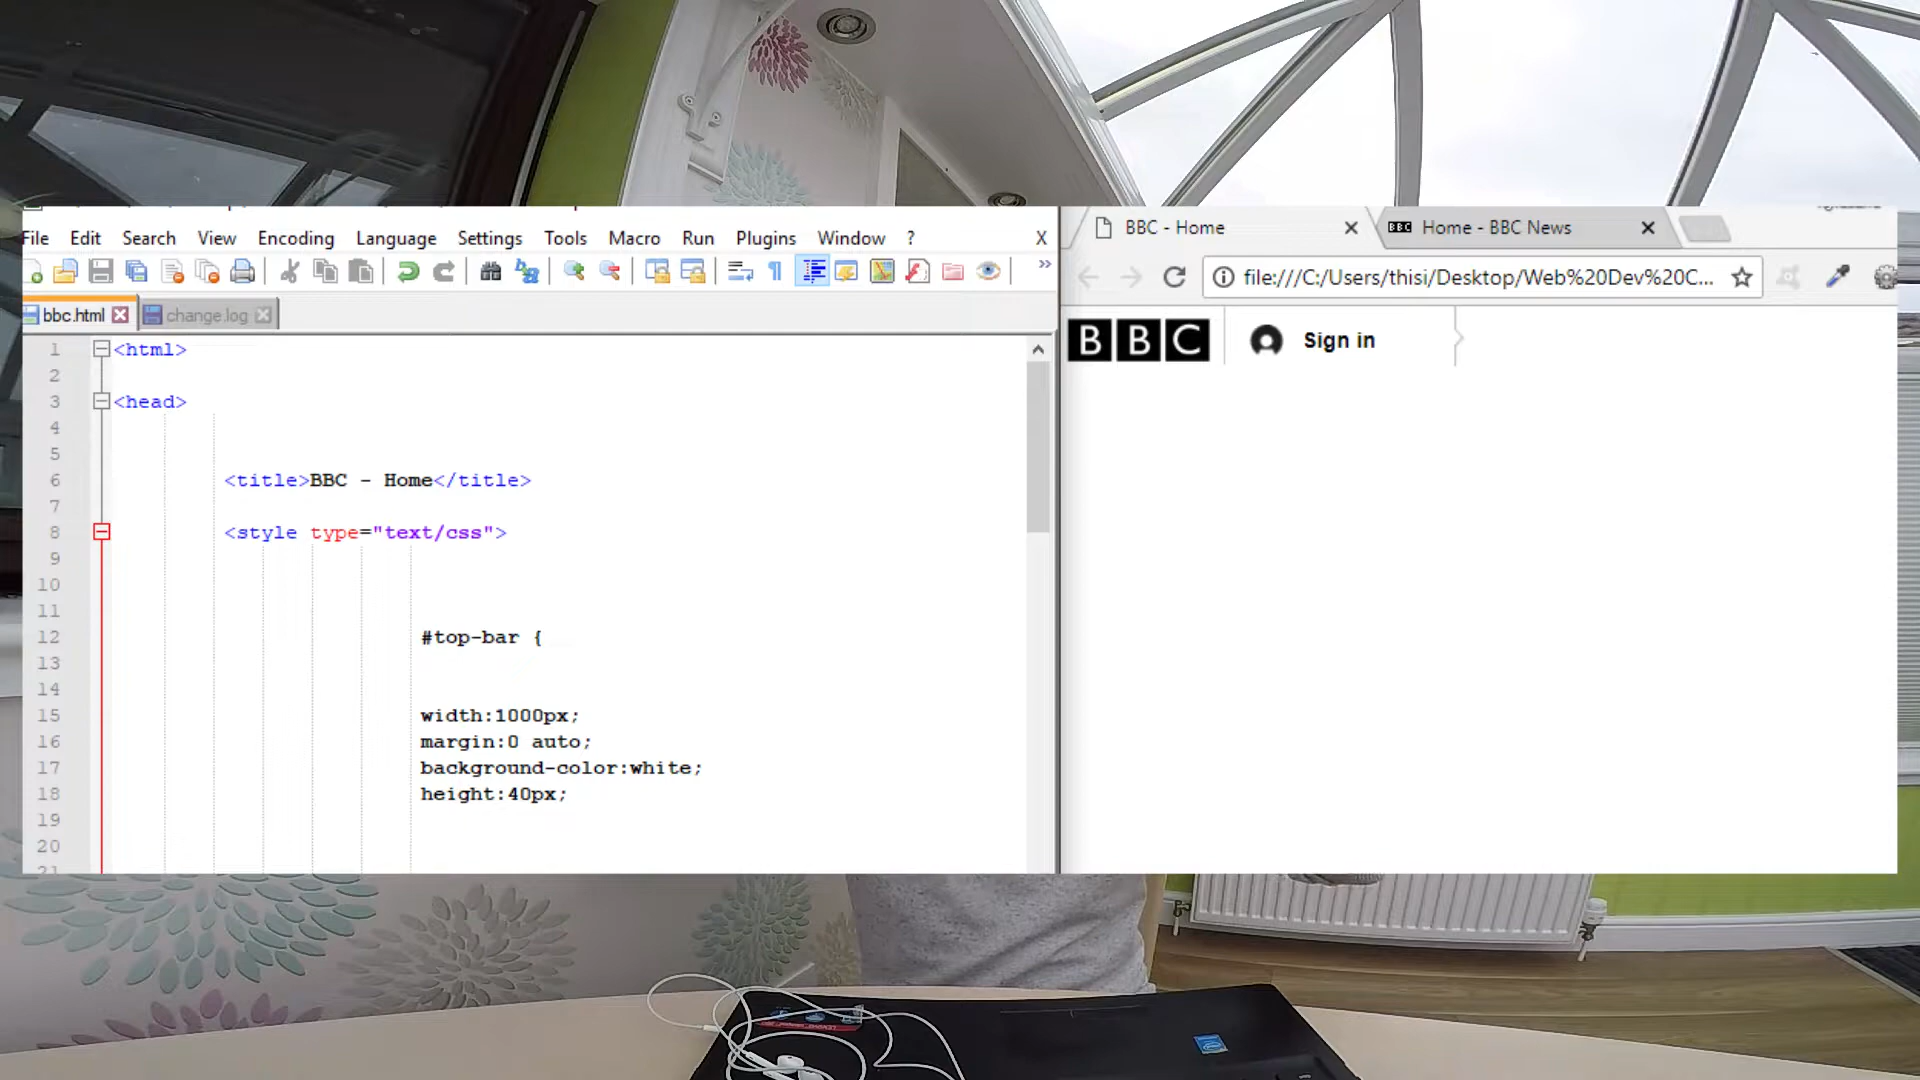 File Edit Search View Encoding Language Settings Tools Macro Run Plugins Window ? X
bbc.html change.log
1 <html>
2
3 <head>
4
5
6 <title>BBC - Home</title>
7
8 <style type="text/css">
9
10
11
12 #top-bar {
13
14
15 width:1000px;
16 margin:0 auto;
17 background-color:white;
18 height:40px;
19
20
21
BBC - Home BBC Home - BBC News
file:///C:/Users/thisi/Desktop/Web%20Dev%20C...
BBC Sign in